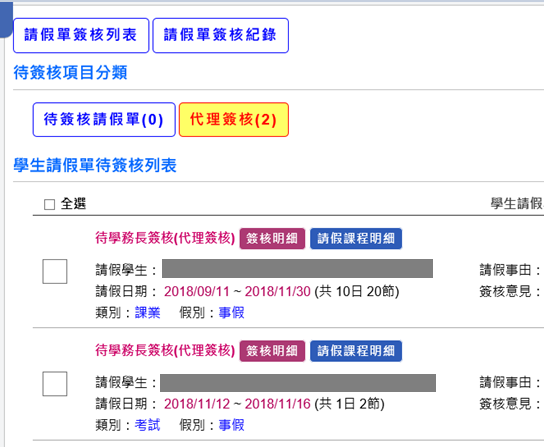 請假單簽核列表 請假單簽核紀錄
待簽核項目分類
待簽核請假單(0) 代理簽核(2)
學生請假單待簽核列表
全選 學生請假
待學務長簽核(代理簽核) 簽核明細 請假課程明細
請假學生： 請假事由：
請假日期： 2018/09/11 ~ 2018/11/30 (共 10日 20節) 簽核意見：
類別：課業 假別：事假
待學務長簽核(代理簽核) 簽核明細 請假課程明細
請假學生： 請假事由：
請假日期： 2018/11/12 ~ 2018/11/16 (共 1日 2節) 簽核意見：
類別：考試 假別：事假